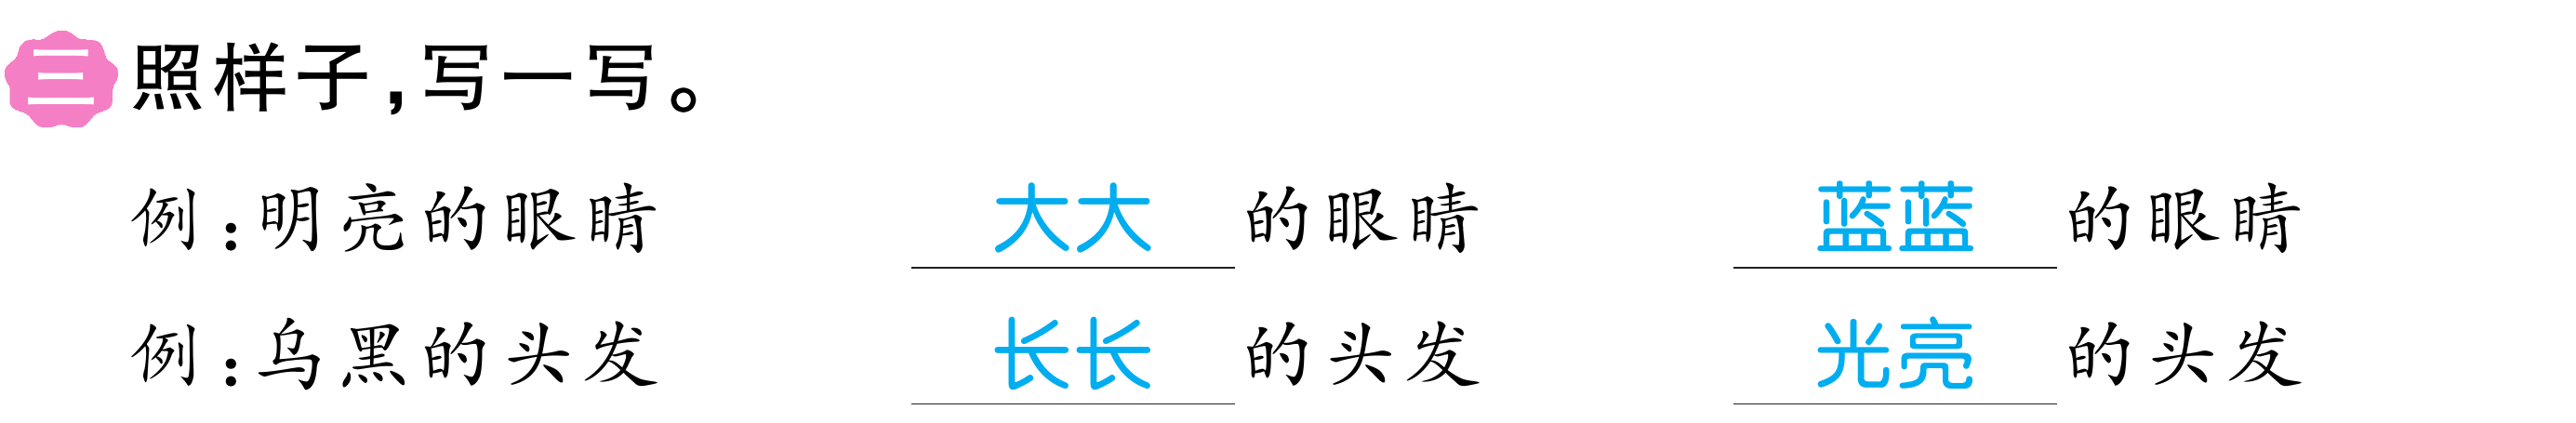 三 照样子,写一写。
例:明亮的眼睛 大大 的眼睛 蓝蓝 的眼睛
例:乌黑的头发 长长 的头发 光亮 的头发